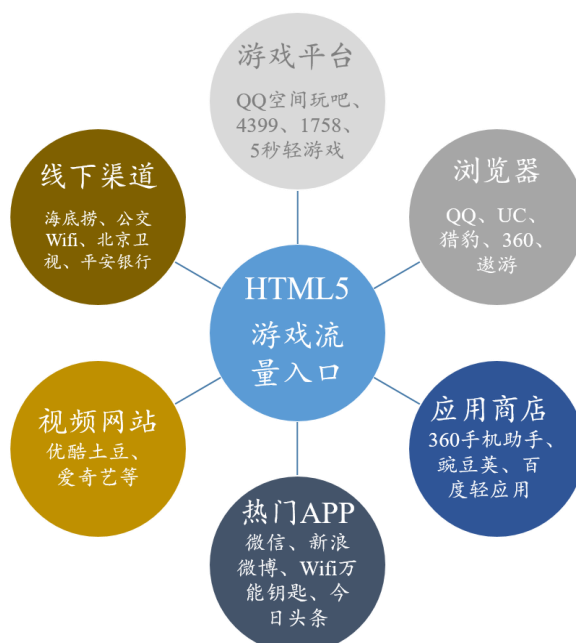 游戏平台
QQ空间玩吧、
4399、1758、
5秒轻游戏
浏览器
QQ、UC、
猎豹、360、
遨游
应用商店
360手机助手、
豌豆荚、百
度轻应用
热门APP
微信、新浪
微博、Wifi万
能钥匙、今
日头条
视频网站
优酷土豆、
爱奇艺等
线下渠道
海底捞、公交
Wifi、北京卫
视、平安银行
HTML5
游戏流
量入口